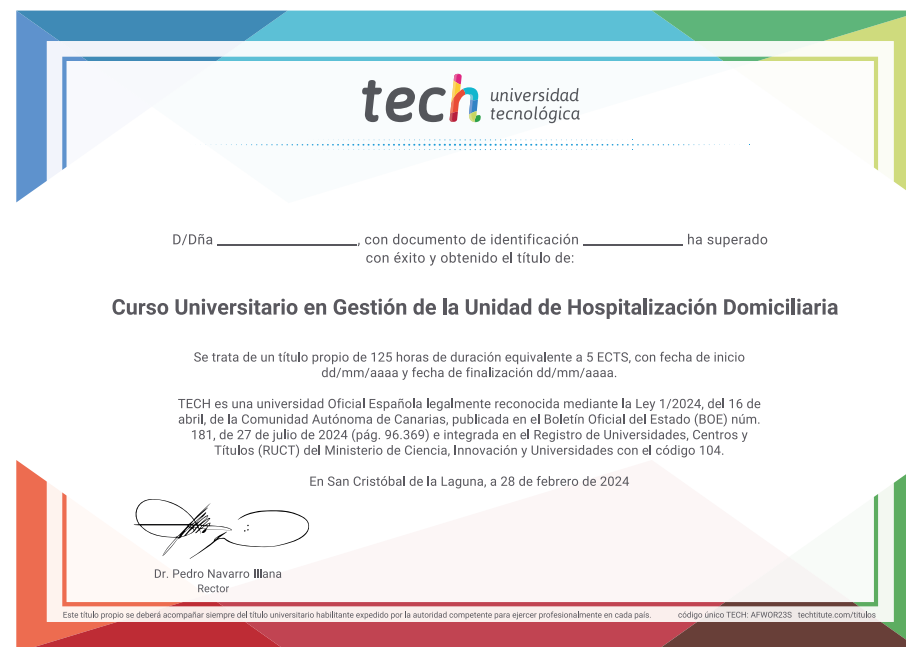 tech universidad
tecnológica
D/Dña ____________________, con documento de identificación ______________ ha superado
con éxito y obtenido el título de:
Curso Universitario en Gestión de la Unidad de Hospitalización Domiciliaria
Se trata de un título propio de 125 horas de duración equivalente a 5 ECTS, con fecha de inicio
dd/mm/aaaa y fecha de finalización dd/mm/aaaa.
TECH es una universidad Oficial Española legalmente reconocida mediante la Ley 1/2024, del 16 de
abril, de la Comunidad Autónoma de Canarias, publicada en el Boletín Oficial del Estado (BOE) núm.
181, de 27 de julio de 2024 (pág. 96.369) e integrada en el Registro de Universidades, Centros y
Títulos (RUCT) del Ministerio de Ciencia, Innovación y Universidades con el código 104.
En San Cristóbal de la Laguna, a 28 de febrero de 2024
Dr. Pedro Navarro Illana
Rector
Este título propio se deberá acompañar siempre del título universitario habilitante expedido por la autoridad competente para ejercer profesionalmente en cada país. código único TECH: AFWOR23S techtitute.com/titulos